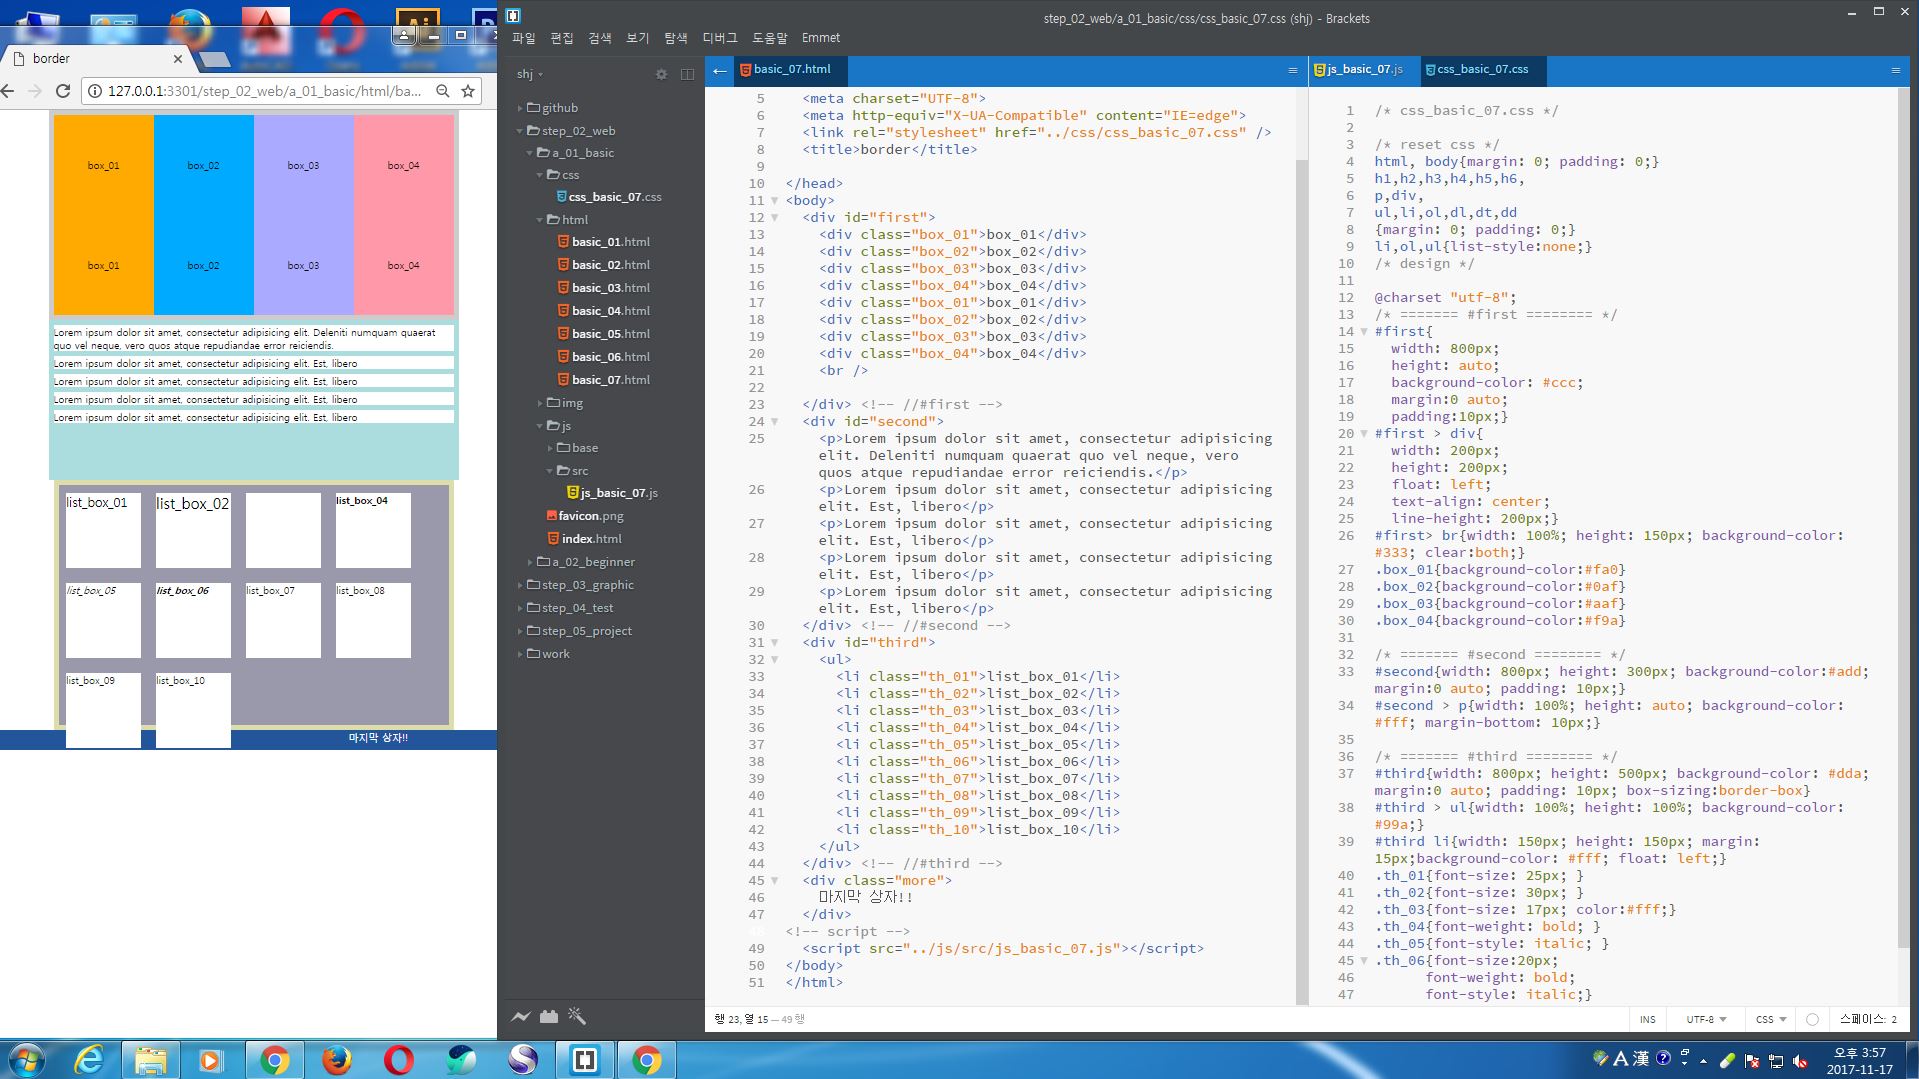 border
127.0.0.1:3301/step_02_web/a_01_basic/html/ba...
box_01 box_02 box_03 box_04
box_01 box_02 box_03 box_04
Lorem ipsum dolor sit amet, consectetur adipisicing elit. Deleniti numquam quaerat
quo vel neque, vero quos atque repudiandae error reiciendis.
Lorem ipsum dolor sit amet, consectetur adipisicing elit. Est, libero
Lorem ipsum dolor sit amet, consectetur adipisicing elit. Est, libero
Lorem ipsum dolor sit amet, consectetur adipisicing elit. Est, libero
Lorem ipsum dolor sit amet, consectetur adipisicing elit. Est, libero
list_box_01 list_box_02 list_box_04
list_box_05 list_box_06 list_box_07 list_box_08
list_box_09 list_box_10
마지막 상자!!
step_02_web/a_01_basic/css/css_basic_07.css (shj) - Brackets
파일 편집 검색 보기 탐색 디버그 도움말 Emmet
shj
github
step_02_web
a_01_basic
css
css_basic_07.css
html
basic_01.html
basic_02.html
basic_03.html
basic_04.html
basic_05.html
basic_06.html
basic_07.html
img
js
base
src
js_basic_07.js
favicon.png
index.html
a_02_beginner
step_03_graphic
step_04_test
step_05_project
work
basic_07.html
5 <meta charset="UTF-8">
6 <meta http-equiv="X-UA-Compatible" content="IE=edge">
7 <link rel="stylesheet" href="../css/css_basic_07.css" />
8 <title>border</title>
9
10 </head>
11 <body>
12 <div id="first">
13 <div class="box_01">box_01</div>
14 <div class="box_02">box_02</div>
15 <div class="box_03">box_03</div>
16 <div class="box_04">box_04</div>
17 <div class="box_01">box_01</div>
18 <div class="box_02">box_02</div>
19 <div class="box_03">box_03</div>
20 <div class="box_04">box_04</div>
21 <br />
22
23 </div> <!-- //#first -->
24 <div id="second">
25 <p>Lorem ipsum dolor sit amet, consectetur adipisicing
elit. Deleniti numquam quaerat quo vel neque, vero
quos atque repudiandae error reiciendis.</p>
26 <p>Lorem ipsum dolor sit amet, consectetur adipisicing
elit. Est, libero</p>
27 <p>Lorem ipsum dolor sit amet, consectetur adipisicing
elit. Est, libero</p>
28 <p>Lorem ipsum dolor sit amet, consectetur adipisicing
elit. Est, libero</p>
29 <p>Lorem ipsum dolor sit amet, consectetur adipisicing
elit. Est, libero</p>
30 </div> <!-- //#second -->
31 <div id="third">
32 <ul>
33 <li class="th_01">list_box_01</li>
34 <li class="th_02">list_box_02</li>
35 <li class="th_03">list_box_03</li>
36 <li class="th_04">list_box_04</li>
37 <li class="th_05">list_box_05</li>
38 <li class="th_06">list_box_06</li>
39 <li class="th_07">list_box_07</li>
40 <li class="th_08">list_box_08</li>
41 <li class="th_09">list_box_09</li>
42 <li class="th_10">list_box_10</li>
43 </ul>
44 </div> <!-- //#third -->
45 <div class="more">
46 마지막 상자!!
47 </div>
48 <!-- script -->
49 <script src="../js/src/js_basic_07.js"></script>
50 </body>
51 </html>
행 23, 열 15 — 49 행
js_basic_07.js css_basic_07.css
1 /* css_basic_07.css */
2
3 /* reset css */
4 html, body{margin: 0; padding: 0;}
5 h1,h2,h3,h4,h5,h6,
6 p,div,
7 ul,li,ol,dl,dt,dd
8 {margin: 0; padding: 0;}
9 li,ol,ul{list-style:none;}
10 /* design */
11
12 @charset "utf-8";
13 /* ======= #first ======== */
14 #first{
15 width: 800px;
16 height: auto;
17 background-color: #ccc;
18 margin:0 auto;
19 padding:10px;}
20 #first > div{
21 width: 200px;
22 height: 200px;
23 float: left;
24 text-align: center;
25 line-height: 200px;}
26 #first> br{width: 100%; height: 150px; background-color:
#333; clear:both;}
27 .box_01{background-color:#fa0}
28 .box_02{background-color:#0af}
29 .box_03{background-color:#aaf}
30 .box_04{background-color:#f9a}
31
32 /* ======= #second ======== */
33 #second{width: 800px; height: 300px; background-color:#add;
margin:0 auto; padding: 10px;}
34 #second > p{width: 100%; height: auto; background-color:
#fff; margin-bottom: 10px;}
35
36 /* ======= #third ======== */
37 #third{width: 800px; height: 500px; background-color: #dda;
margin:0 auto; padding: 10px; box-sizing:border-box}
38 #third > ul{width: 100%; height: 100%; background-color:
#99a;}
39 #third li{width: 150px; height: 150px; margin:
15px;background-color: #fff; float: left;}
40 .th_01{font-size: 25px; }
41 .th_02{font-size: 30px; }
42 .th_03{font-size: 17px; color:#fff;}
43 .th_04{font-weight: bold; }
44 .th_05{font-style: italic; }
45 .th_06{font-size:20px;
46 font-weight: bold;
47 font-style: italic;}
INS UTF-8 CSS 스페이스: 2
A 漢
오후 3:57
2017-11-17